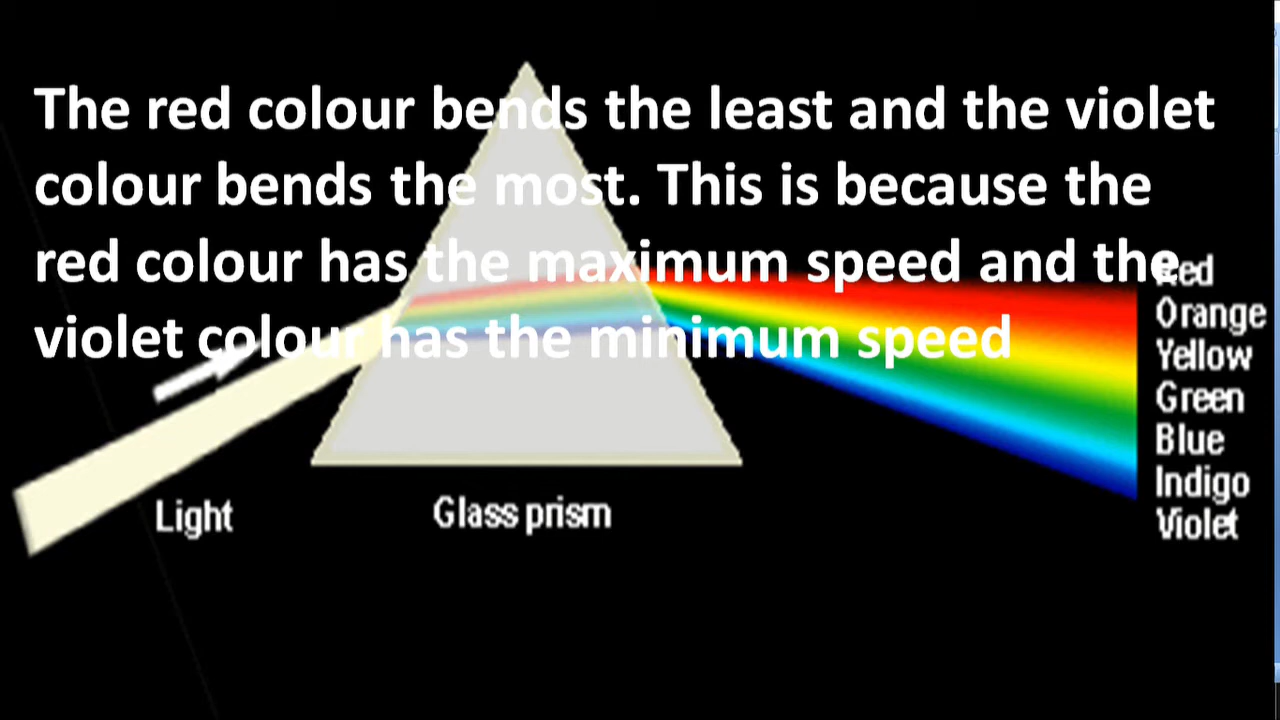 The red colour bends the least and the violet
colour bends the most. This is because the
red colour has the maximum speed and the
violet colour has the minimum speed
Red
Orange
Yellow
Green
Blue
Indigo
Violet
Light
Glass prism